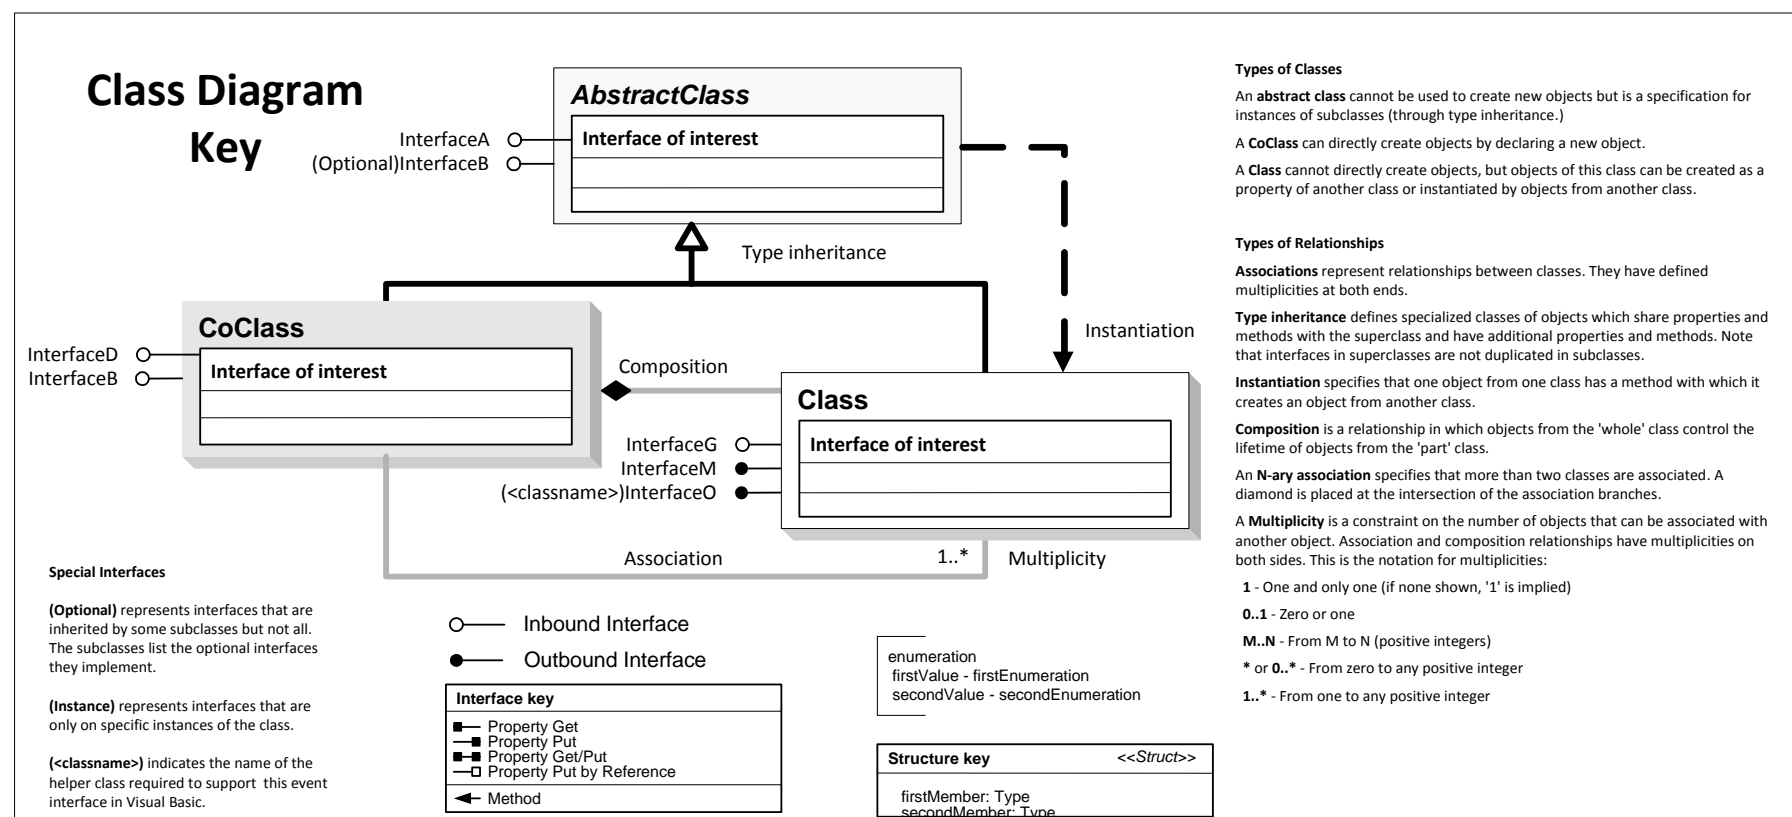 Class Diagram
Key
AbstractClass
Interface of interest
InterfaceA
(Optional)InterfaceB
Type inheritance
CoClass
Interface of interest
InterfaceD
InterfaceB
Composition
Instantiation
Class
Interface of interest
InterfaceG
InterfaceM
(<classname>)InterfaceO
Association
1..*
Multiplicity
Special Interfaces
(Optional) represents interfaces that are
inherited by some subclasses but not all.
The subclasses list the optional interfaces
they implement.
(Instance) represents interfaces that are
only on specific instances of the class.
(<classname>) indicates the name of the
helper class required to support this event
interface in Visual Basic.
Inbound Interface
Outbound Interface
Interface key
Property Get
Property Put
Property Get/Put
Property Put by Reference
Method
enumeration
firstValue - firstEnumeration
secondValue - secondEnumeration
Structure key <<Struct>>
firstMember: Type
secondMember: Type
Types of Classes
An abstract class cannot be used to create new objects but is a specification for
instances of subclasses (through type inheritance.)
A CoClass can directly create objects by declaring a new object.
A Class cannot directly create objects, but objects of this class can be created as a
property of another class or instantiated by objects from another class.
Types of Relationships
Associations represent relationships between classes. They have defined
multiplicities at both ends.
Type inheritance defines specialized classes of objects which share properties and
methods with the superclass and have additional properties and methods. Note
that interfaces in superclasses are not duplicated in subclasses.
Instantiation specifies that one object from one class has a method with which it
creates an object from another class.
Composition is a relationship in which objects from the 'whole' class control the
lifetime of objects from the 'part' class.
An N-ary association specifies that more than two classes are associated. A
diamond is placed at the intersection of the association branches.
A Multiplicity is a constraint on the number of objects that can be associated with
another object. Association and composition relationships have multiplicities on
both sides. This is the notation for multiplicities:
1 - One and only one (if none shown, '1' is implied)
0..1 - Zero or one
M..N - From M to N (positive integers)
* or 0..* - From zero to any positive integer
1..* - From one to any positive integer